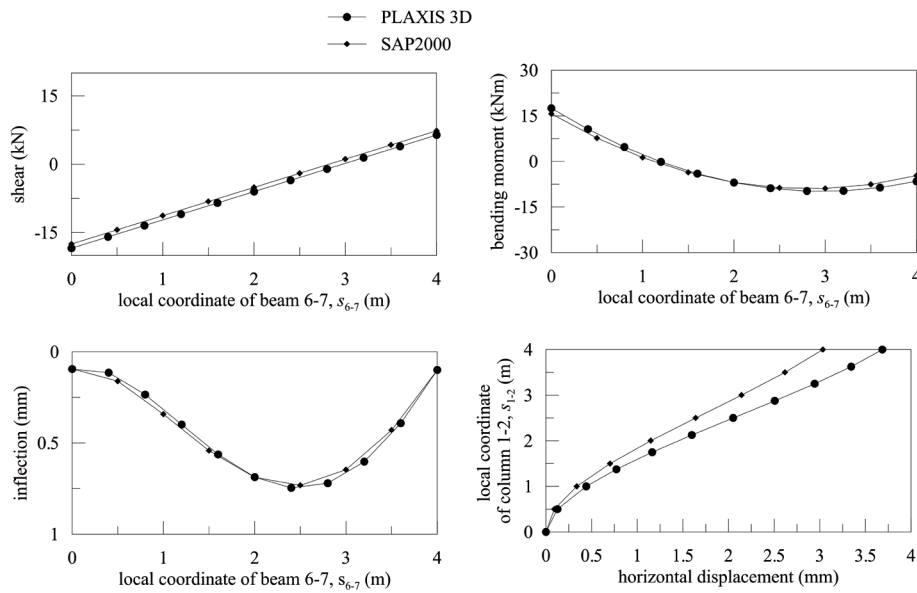 PLAXIS 3D
SAP2000
15
0
-15
shear (kN)
0 1 2 3 4
local coordinate of beam 6-7, s6-7 (m)
30
15
0
-15
-30
bending moment (kNm)
0 1 2 3 4
local coordinate of beam 6-7, s6-7 (m)
0
0.5
1
inflection (mm)
0 1 2 3 4
local coordinate of beam 6-7, s6-7 (m)
4
3
2
1
0
local coordinate
of column 1-2, s1-2 (m)
0 0.5 1 1.5 2 2.5 3 3.5 4
horizontal displacement (mm)